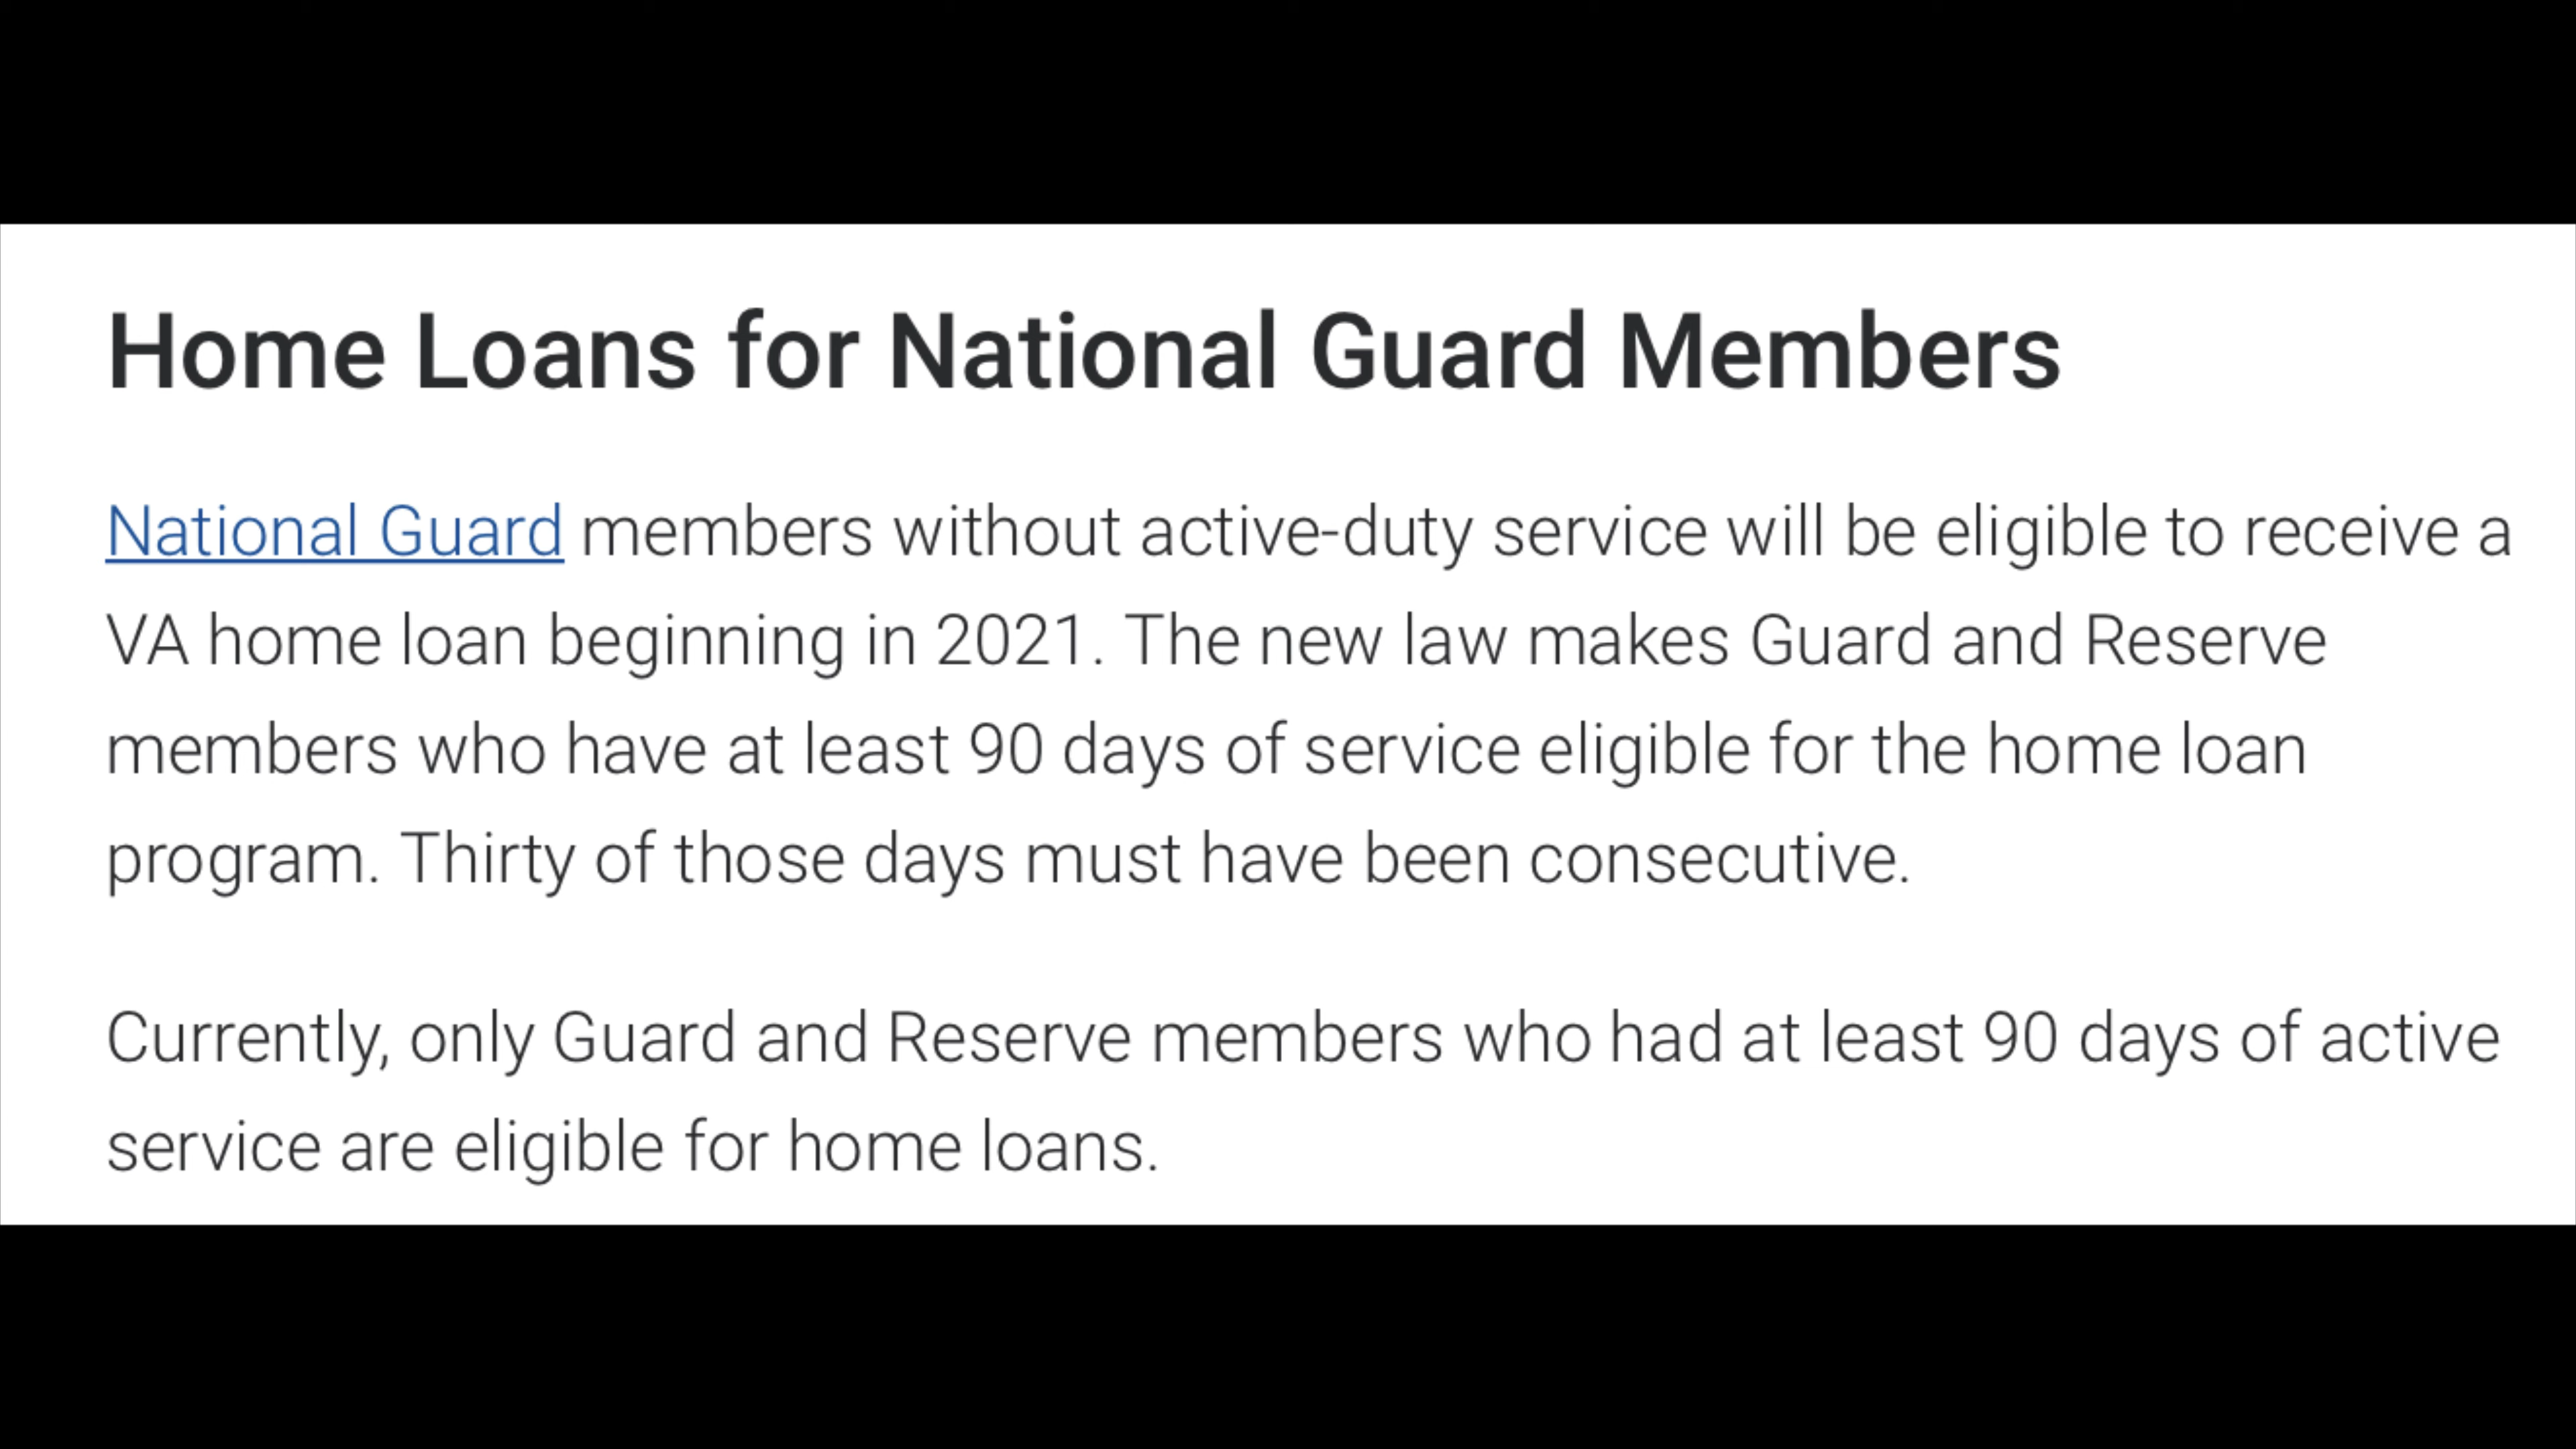 Home Loans for National Guard Members
National Guard members without active-duty service will be eligible to receive a
VA home loan beginning in 2021. The new law makes Guard and Reserve
members who have at least 90 days of service eligible for the home loan
program. Thirty of those days must have been consecutive.
Currently, only Guard and Reserve members who had at least 90 days of active
service are eligible for home loans.